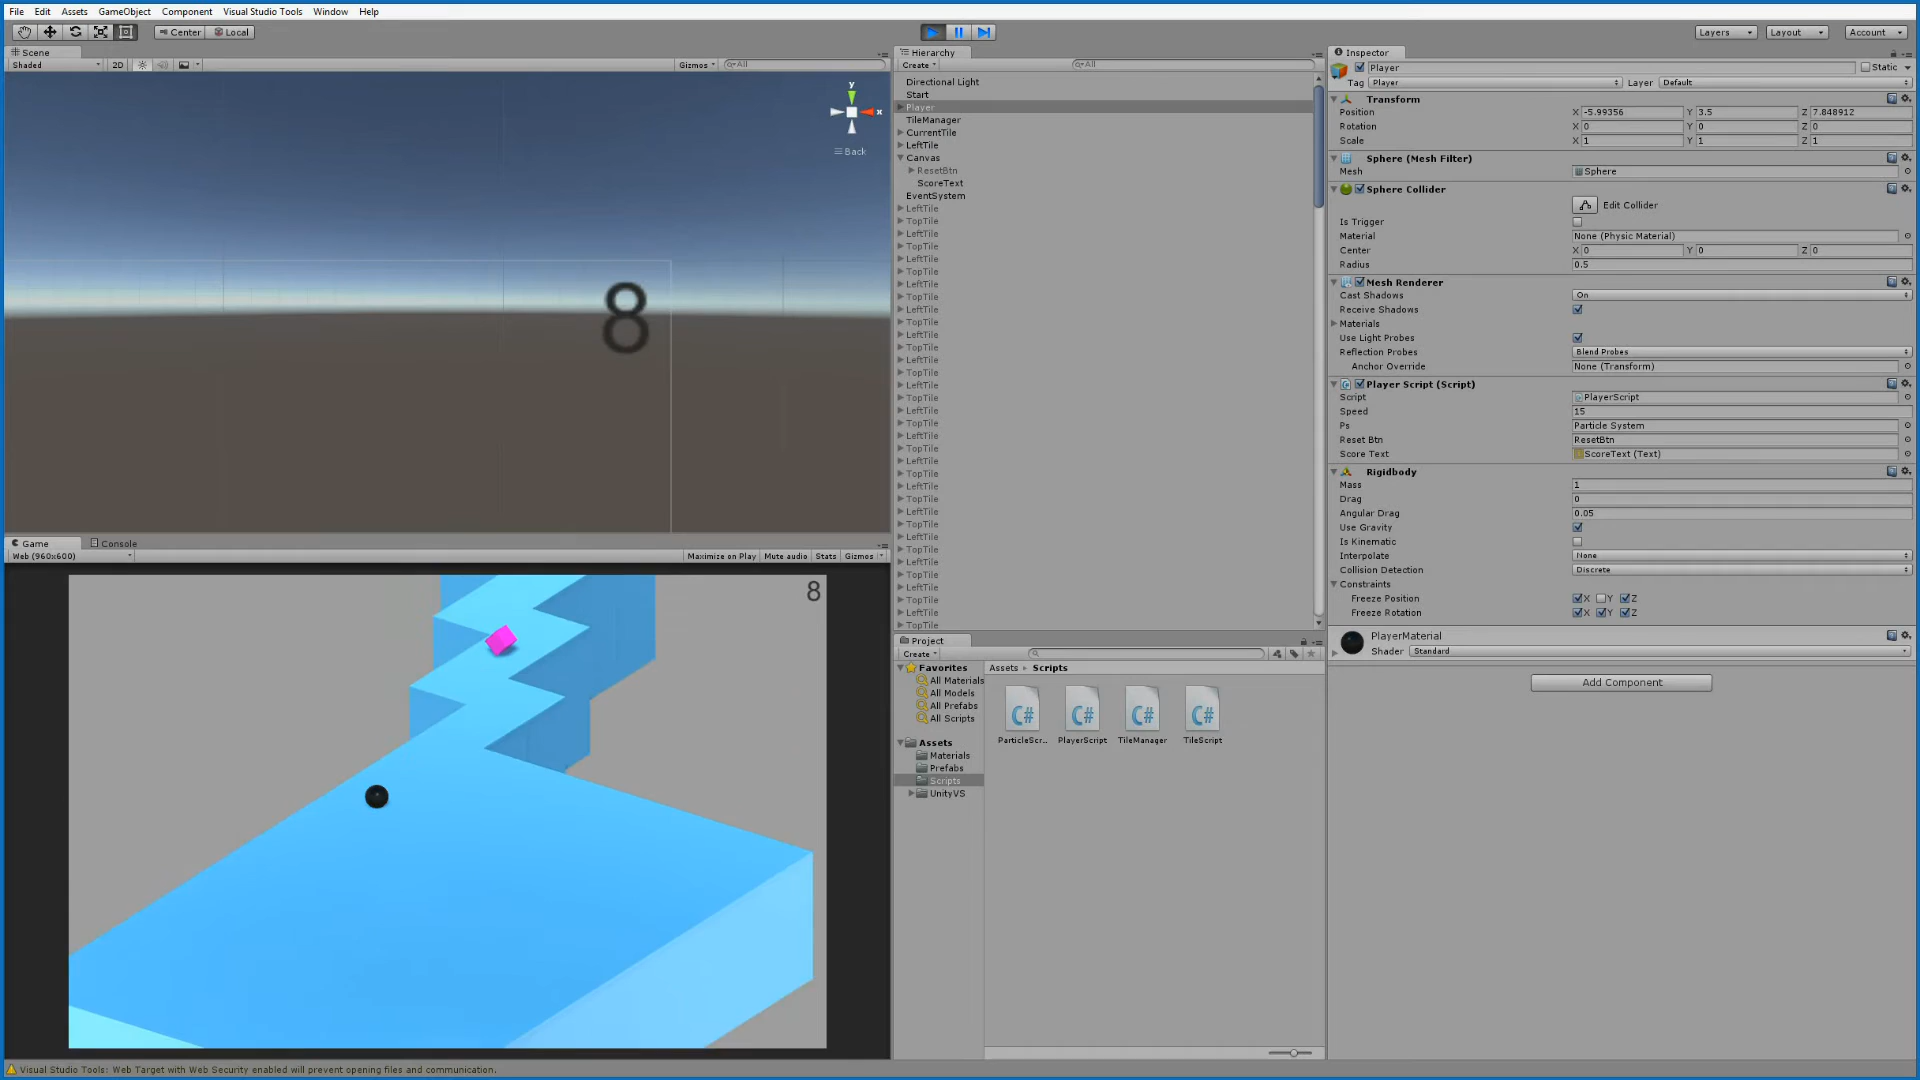 File Edit Assets GameObject Component Visual Studio Tools Window Help
Center Local
Layers Layout Account
Scene
Shaded 2D Gizmos All
y
x
Back
8
8
Game Console
Web (960x600) Maximize on Play Mute audio Stats Gizmos
8
Hierarchy
Create All
Directional Light
Start
Player
TileManager
CurrentTile
LeftTile
Canvas
ResetBtn
ScoreText
EventSystem
LeftTile
TopTile
LeftTile
TopTile
LeftTile
TopTile
LeftTile
TopTile
LeftTile
TopTile
LeftTile
TopTile
LeftTile
TopTile
LeftTile
TopTile
LeftTile
TopTile
LeftTile
TopTile
LeftTile
TopTile
LeftTile
TopTile
LeftTile
TopTile
LeftTile
TopTile
LeftTile
TopTile
LeftTile
TopTile
LeftTile
TopTile
Project
Create
Favorites
All Materials
All Models
All Prefabs
All Scripts
Assets
Materials
Prefabs
Scripts
UnityVS
Assets Scripts
C# C# C# C#
ParticleScr... PlayerScript TileManager TileScript
Inspector
Player Static
Tag Player Layer Default
Transform
Position X -5.99356 Y 3.5 Z 7.848912
Rotation X 0 Y 0 Z 0
Scale X 1 Y 1 Z 1
Sphere (Mesh Filter)
Mesh Sphere
Sphere Collider
Edit Collider
Is Trigger
Material None (Physic Material)
Center X 0 Y 0 Z 0
Radius 0.5
Mesh Renderer
Cast Shadows On
Receive Shadows
Materials
Use Light Probes
Reflection Probes Blend Probes
Anchor Override None (Transform)
Player Script (Script)
Script PlayerScript
Speed 15
Ps Particle System
Reset Btn ResetBtn
Score Text ScoreText (Text)
Rigidbody
Mass 1
Drag 0
Angular Drag 0.05
Use Gravity
Is Kinematic
Interpolate None
Collision Detection Discrete
Constraints
Freeze Position X Y Z
Freeze Rotation X Y Z
PlayerMaterial
Shader Standard
Add Component
Visual Studio Tools: Web Target with Web Security enabled will prevent opening files and communication.